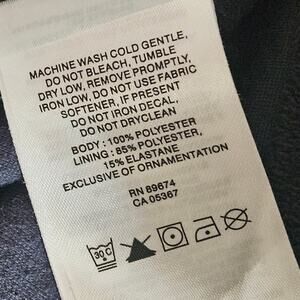 MACHINE WASH COLD GENTLE,
DO NOT BLEACH, TUMBLE
DRY LOW, REMOVE PROMPTLY,
IRON LOW, DO NOT USE FABRIC
SOFTENER, IF PRESENT
DO NOT IRON DECAL,
DO NOT DRYCLEAN
BODY : 100% POLYESTER
LINING : 85% POLYESTER,
15% ELASTANE
EXCLUSIVE OF ORNAMENTATION
RN 89674
CA 05367
30C